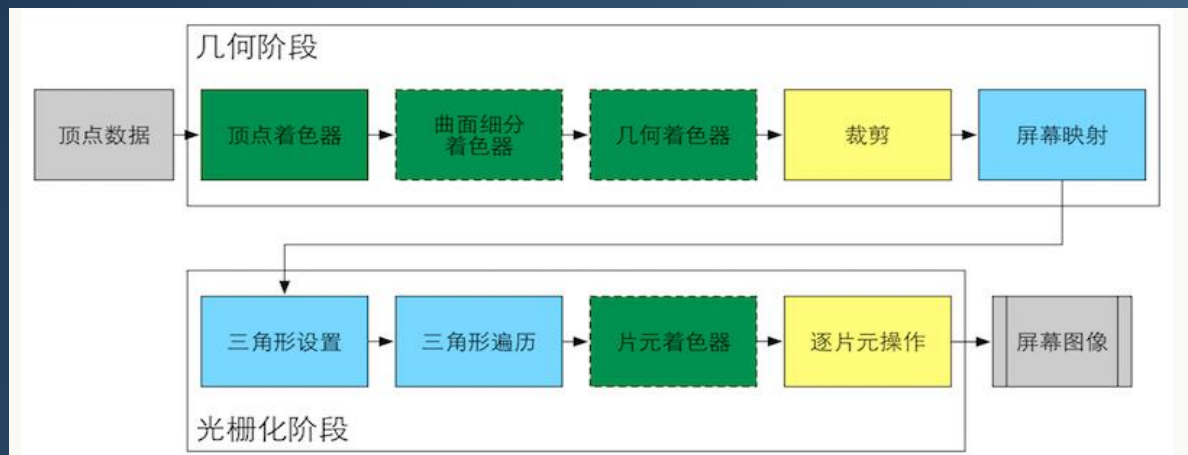 几何阶段
顶点数据
顶点着色器
曲面细分
着色器
几何着色器
裁剪
屏幕映射
三角形设置
三角形遍历
片元着色器
逐片元操作
屏幕图像
光栅化阶段